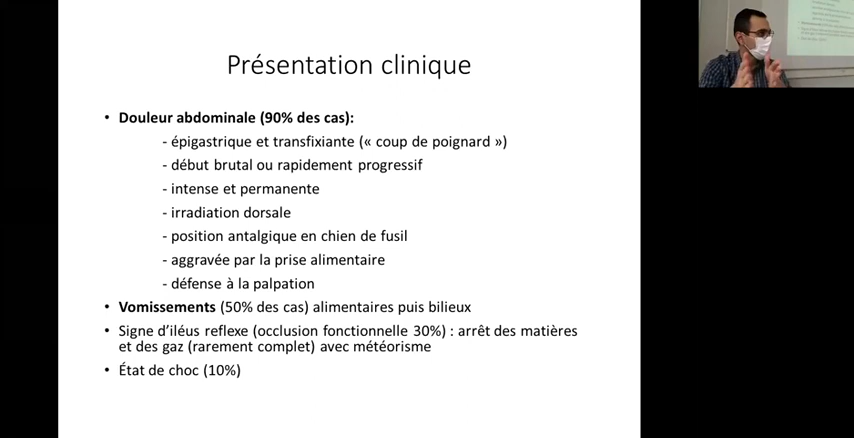 Présentation clinique
• Douleur abdominale (90% des cas):
- épigastrique et transfixiante (« coup de poignard »)
- début brutal ou rapidement progressif
- intense et permanente
- irradiation dorsale
- position antalgique en chien de fusil
- aggravée par la prise alimentaire
- défense à la palpation
• Vomissements (50% des cas) alimentaires puis bilieux
• Signe d'iléus reflexe (occlusion fonctionnelle 30%) : arrêt des matières
et des gaz (rarement complet) avec météorisme
• État de choc (10%)